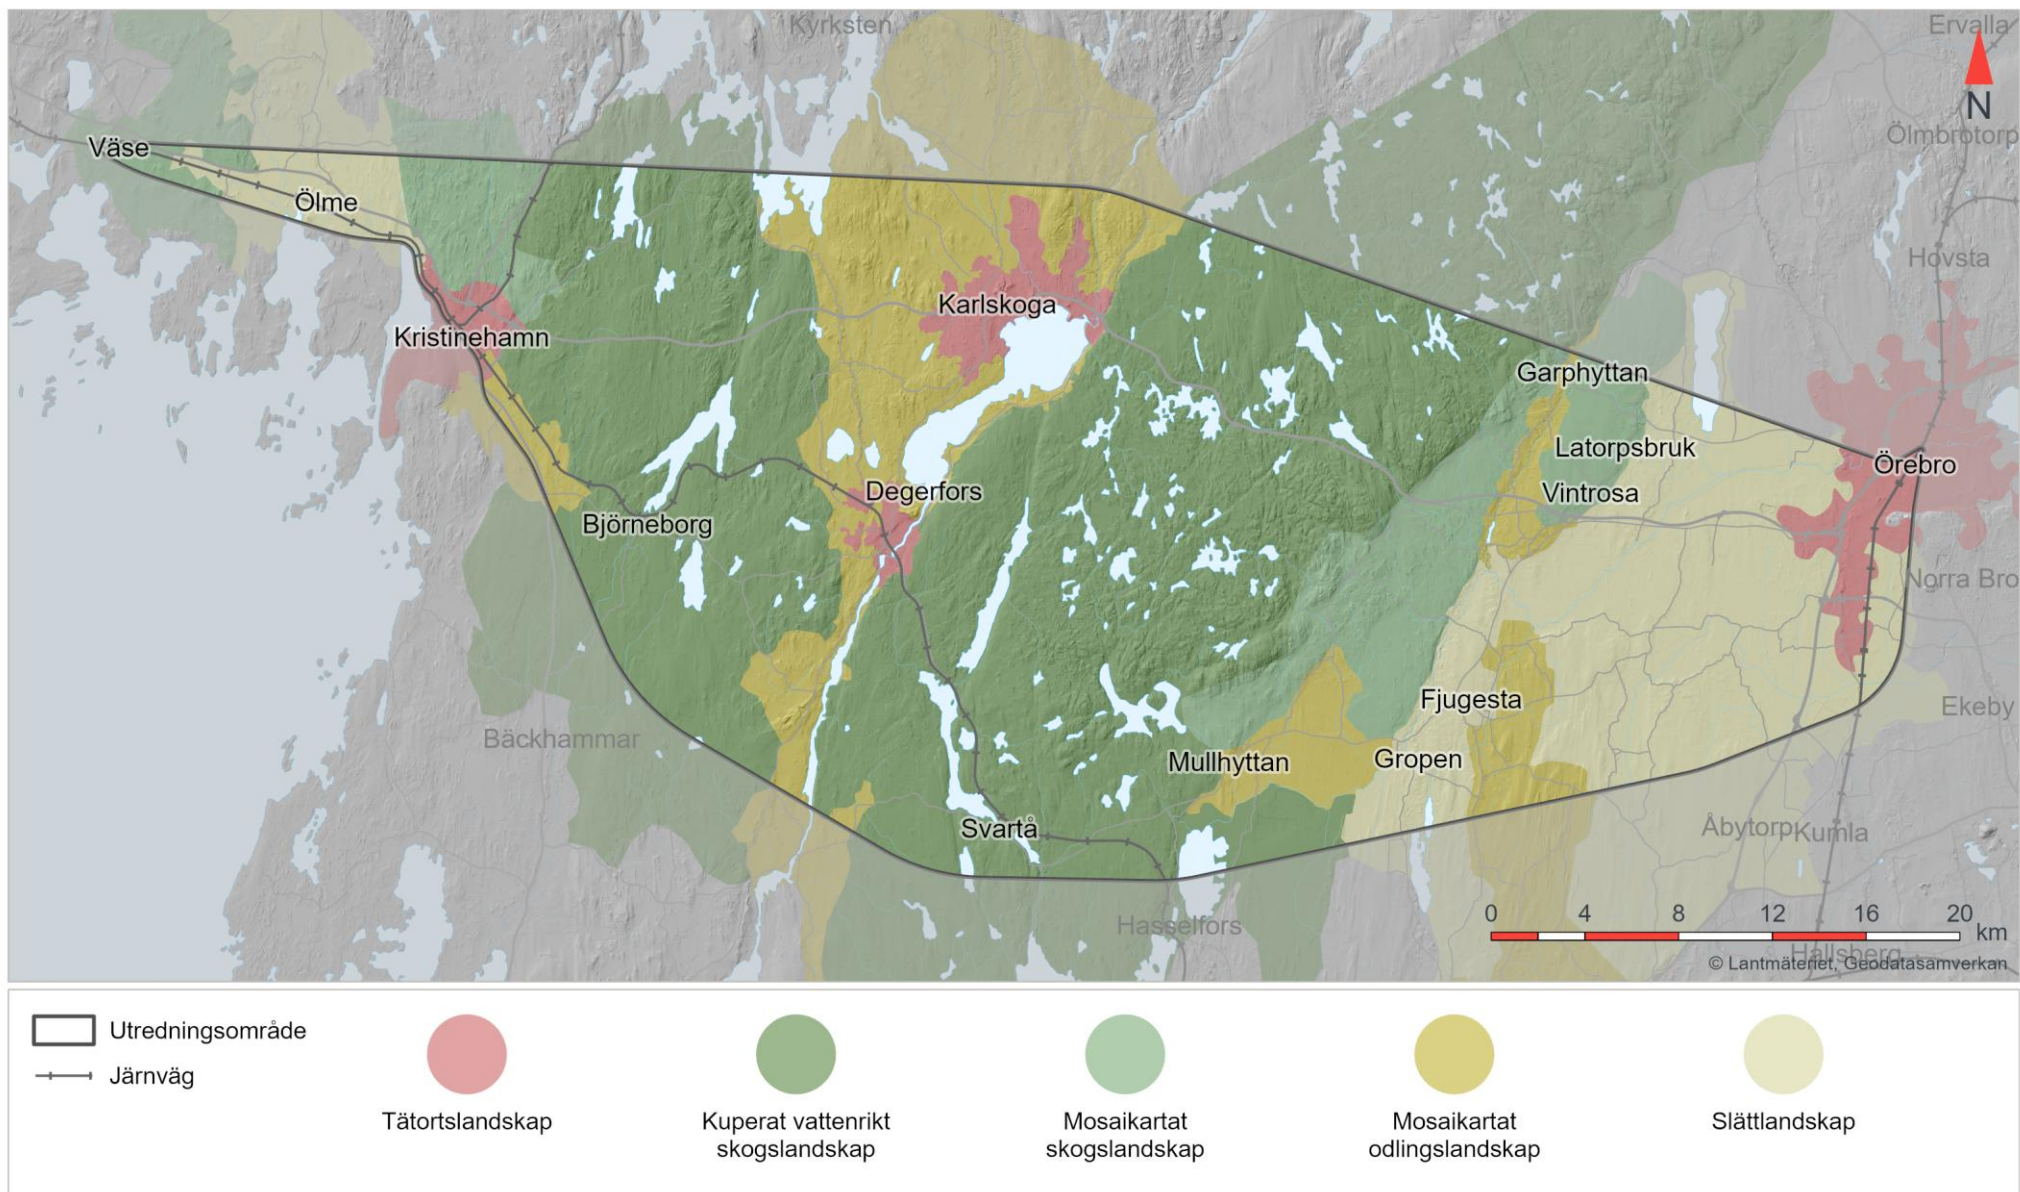 Kyrksten
Ervalla
N
Ölmbrotorp
Väse
Ölme
Hovsta
Karlskoga
Kristinehamn
Garphyttan
Latorpsbruk
Örebro
Degerfors
Vintrosa
Björneborg
Norra Bro
Fjugesta
Ekeby
Bäckhammar
Mullhyttan
Gropen
Svartå
Åbytorp
Kumla
Hasselfors
0 4 8 12 16 20
km
Hallsberg
© Lantmäteriet, Geodatasamverkan
Utredningsområde
Järnväg
Tätortslandskap
Kuperat vattenrikt
skogslandskap
Mosaikartat
skogslandskap
Mosaikartat
odlingslandskap
Slättlandskap